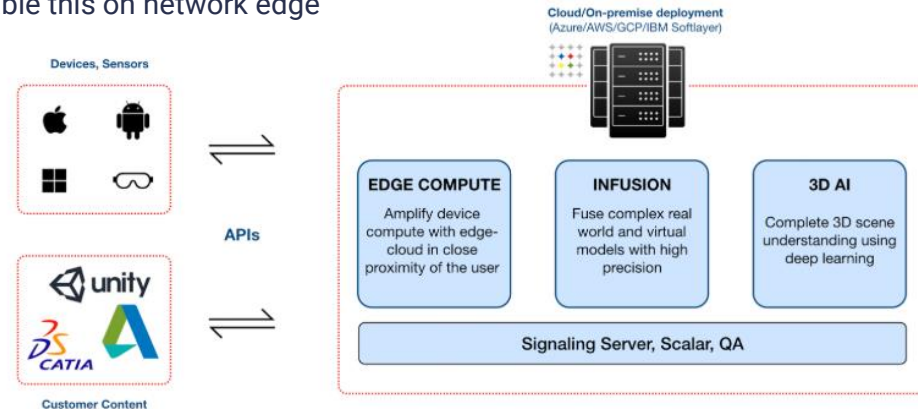 ble this on network edge
Cloud/On-premise deployment
(Azure/AWS/GCP/IBM Softlayer)
Devices, Sensors
APIs
unity
CATIA
Customer Content
EDGE COMPUTE
Amplify device
compute with edge-
cloud in close
proximity of the user
INFUSION
Fuse complex real
world and virtual
models with high
precision
3D AI
Complete 3D scene
understanding using
deep learning
Signaling Server, Scalar, QA